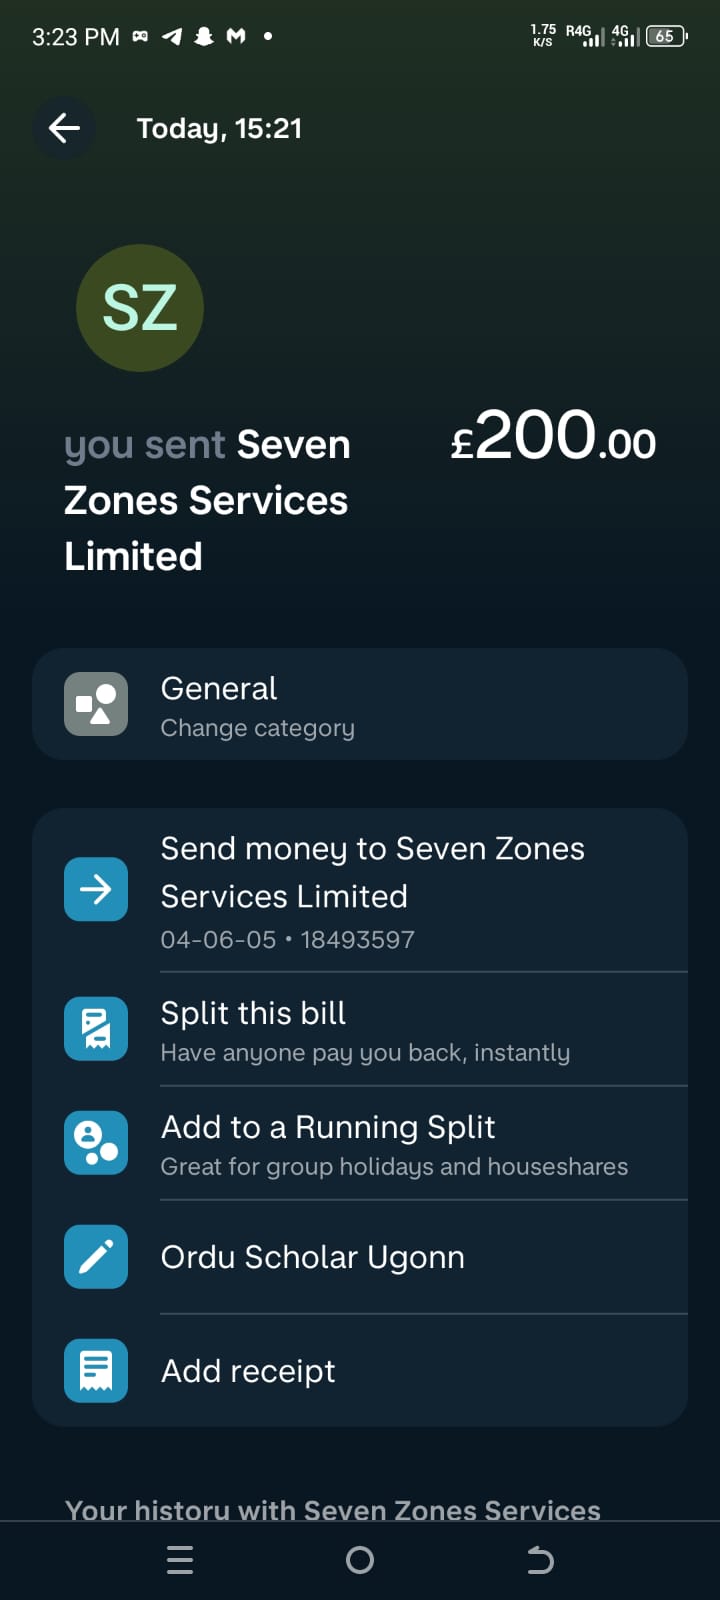 3:23 PM
1.75 K/S R4G 4G 65
Today, 15:21
SZ
you sent Seven
Zones Services
Limited
£200.00
General
Change category
Send money to Seven Zones
Services Limited
04-06-05 • 18493597
Split this bill
Have anyone pay you back, instantly
Add to a Running Split
Great for group holidays and houseshares
Ordu Scholar Ugonn
Add receipt
Your history with Seven Zones Services